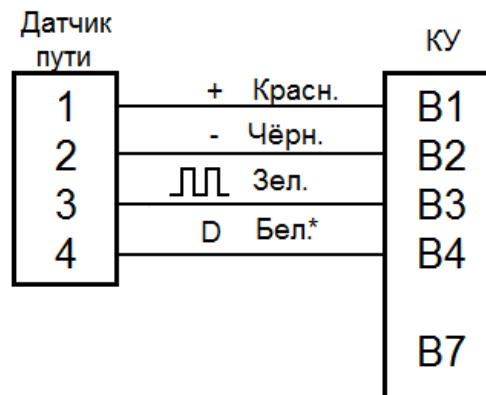 Датчик
пути
КУ
1 + Красн. B1
2 - Чёрн. B2
3 Зел. B3
4 D Бел.* B4
B7